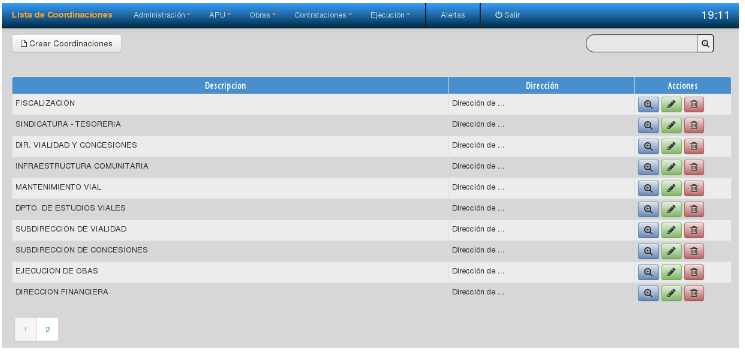 Lista de Coordinaciones Administración APU Obras Contrataciones Ejecución Alertas Salir 19:11
Crear Coordinaciones
Descripcion Dirección Acciones
FISCALIZACION Dirección de ...
SINDICATURA - TESORERIA Dirección de ...
DIR. VIALIDAD Y CONCESIONES Dirección de ...
INFRAESTRUCTURA COMUNITARIA Dirección de ...
MANTENIMIENTO VIAL Dirección de ...
DPTO. DE ESTUDIOS VIALES Dirección de ...
SUBDIRECCION DE VIALIDAD Dirección de ...
SUBDIRECCION DE CONCESIONES Dirección de ...
EJECUCION DE OBAS Dirección de ...
DIRECCION FINANCIERA Dirección de ...
1 2